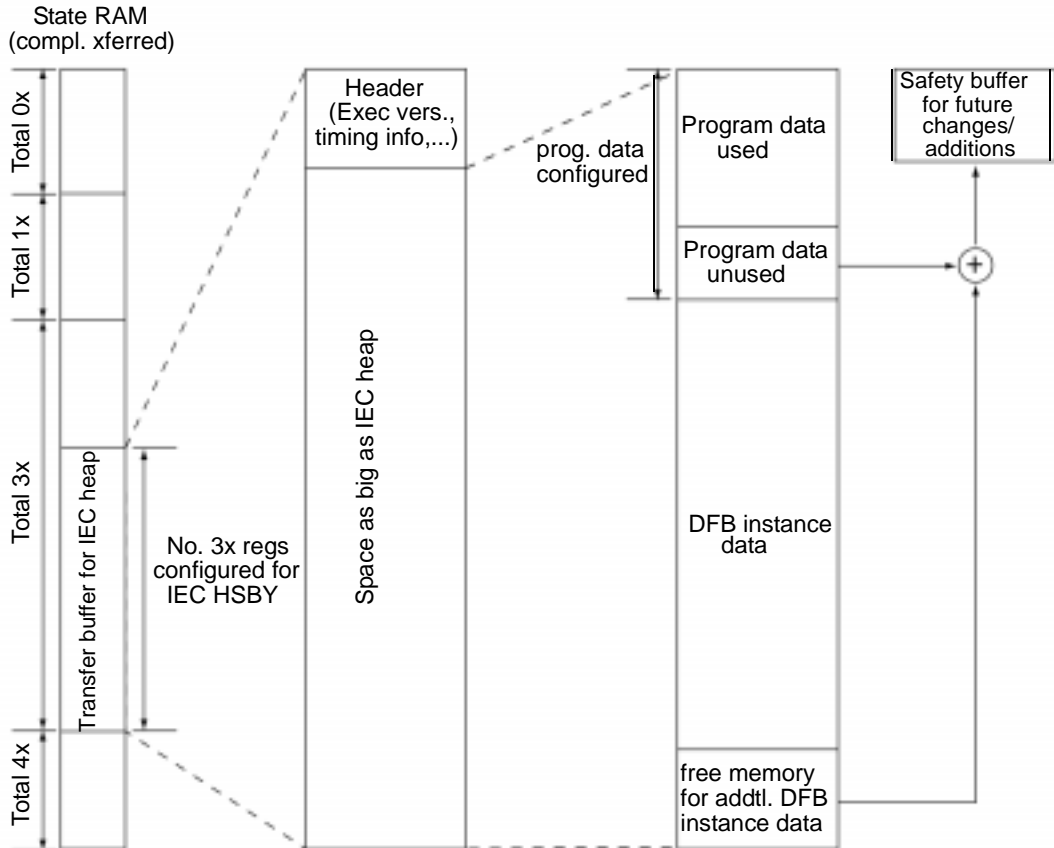 State RAM
(compl. xferred)
Total 0x
Total 1x
Total 3x
Total 4x
Transfer buffer for IEC heap
No. 3x regs
configured for
IEC HSBY
Header
(Exec vers.,
timing info,...)
Space as big as IEC heap
prog. data
configured
Program data
used
Program data
unused
DFB instance
data
free memory
for addtl. DFB
instance data
Safety buffer
for future
changes/
additions
+